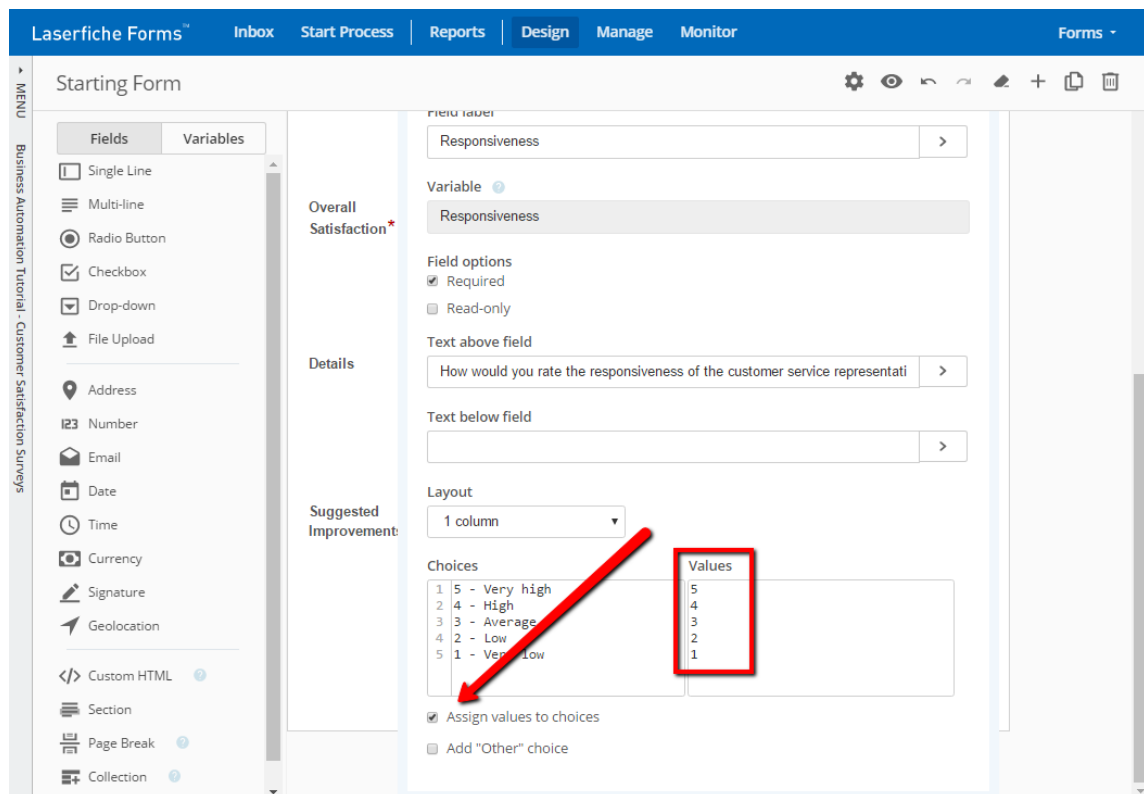 Laserfiche Forms™ Inbox Start Process Reports Design Manage Monitor Forms
MENU
Business Automation Tutorial - Customer Satisfaction Surveys
Starting Form
Fields Variables
Single Line
Multi-line
Radio Button
Checkbox
Drop-down
File Upload
Address
123 Number
Email
Date
Time
Currency
Signature
Geolocation
</> Custom HTML ?
Section
Page Break ?
Collection ?
Overall
Satisfaction*
Details
Suggested
Improvements
Field label
Responsiveness >
Variable ?
Responsiveness
Field options
Required
Read-only
Text above field
How would you rate the responsiveness of the customer service representati >
Text below field
>
Layout
1 column
Choices Values
1 5 - Very high 5
2 4 - High 4
3 3 - Average 3
4 2 - Low 2
5 1 - Very low 1
Assign values to choices
Add "Other" choice